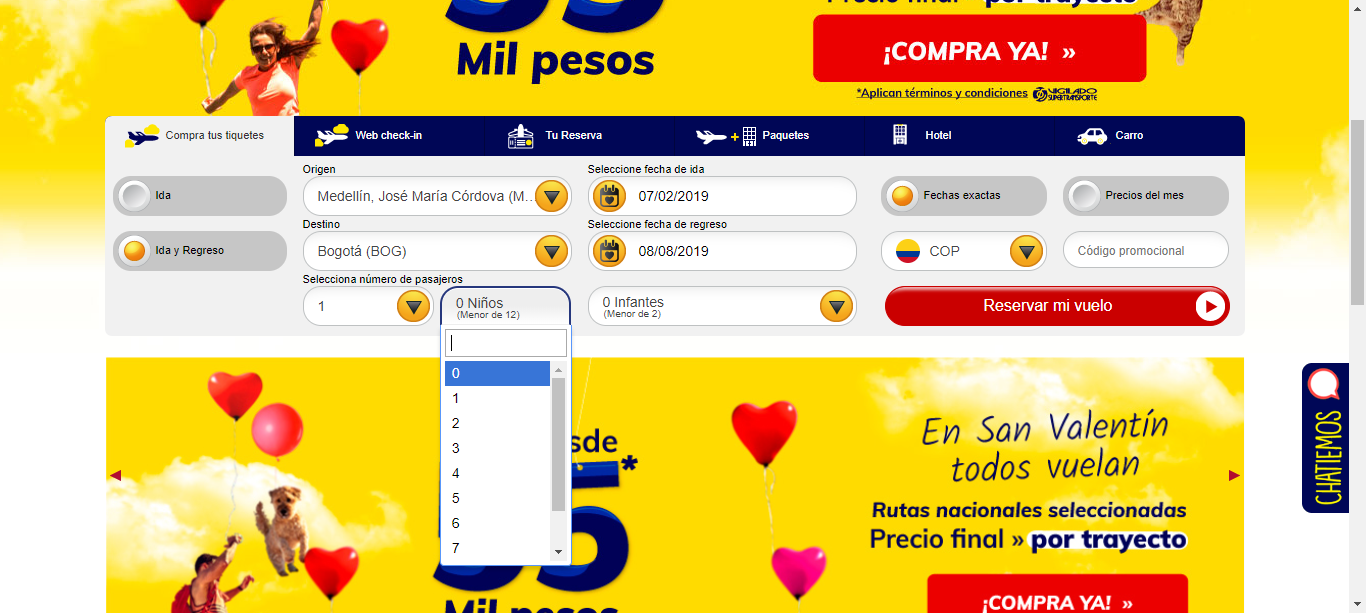 Precio final » por trayecto
Mil pesos
¡COMPRA YA! »
*Aplican términos y condiciones VIGILADO SUPERTRANSPORTE
Compra tus tiquetes
Web check-in
Tu Reserva
Paquetes
Hotel
Carro
Ida
Ida y Regreso
Origen
Medellín, José María Córdova (M...
Destino
Bogotá (BOG)
Selecciona número de pasajeros
1
0 Niños
(Menor de 12)
0
1
2
3
4
5
6
7
Seleccione fecha de ida
07/02/2019
Seleccione fecha de regreso
08/08/2019
0 Infantes
(Menor de 2)
Fechas exactas
Precios del mes
COP
Código promocional
Reservar mi vuelo
CHATIEMOS
sde
*
Mil pesos
En San Valentín
todos vuelan
Rutas nacionales seleccionadas
Precio final » por trayecto
¡COMPRA YA! »